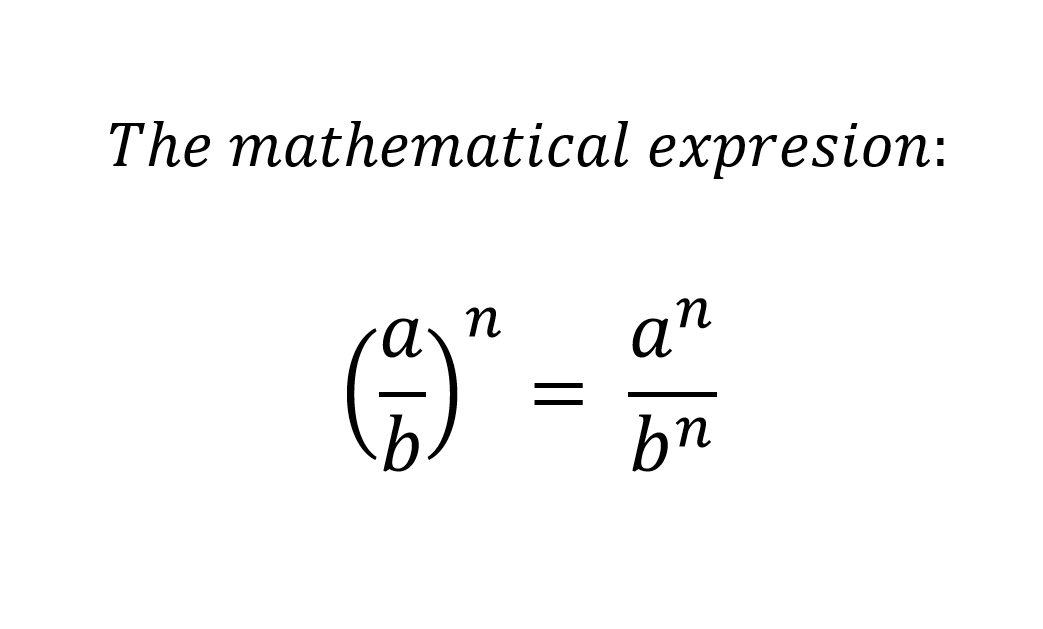 The mathematical expresion:
(a/b)^n = a^n/b^n